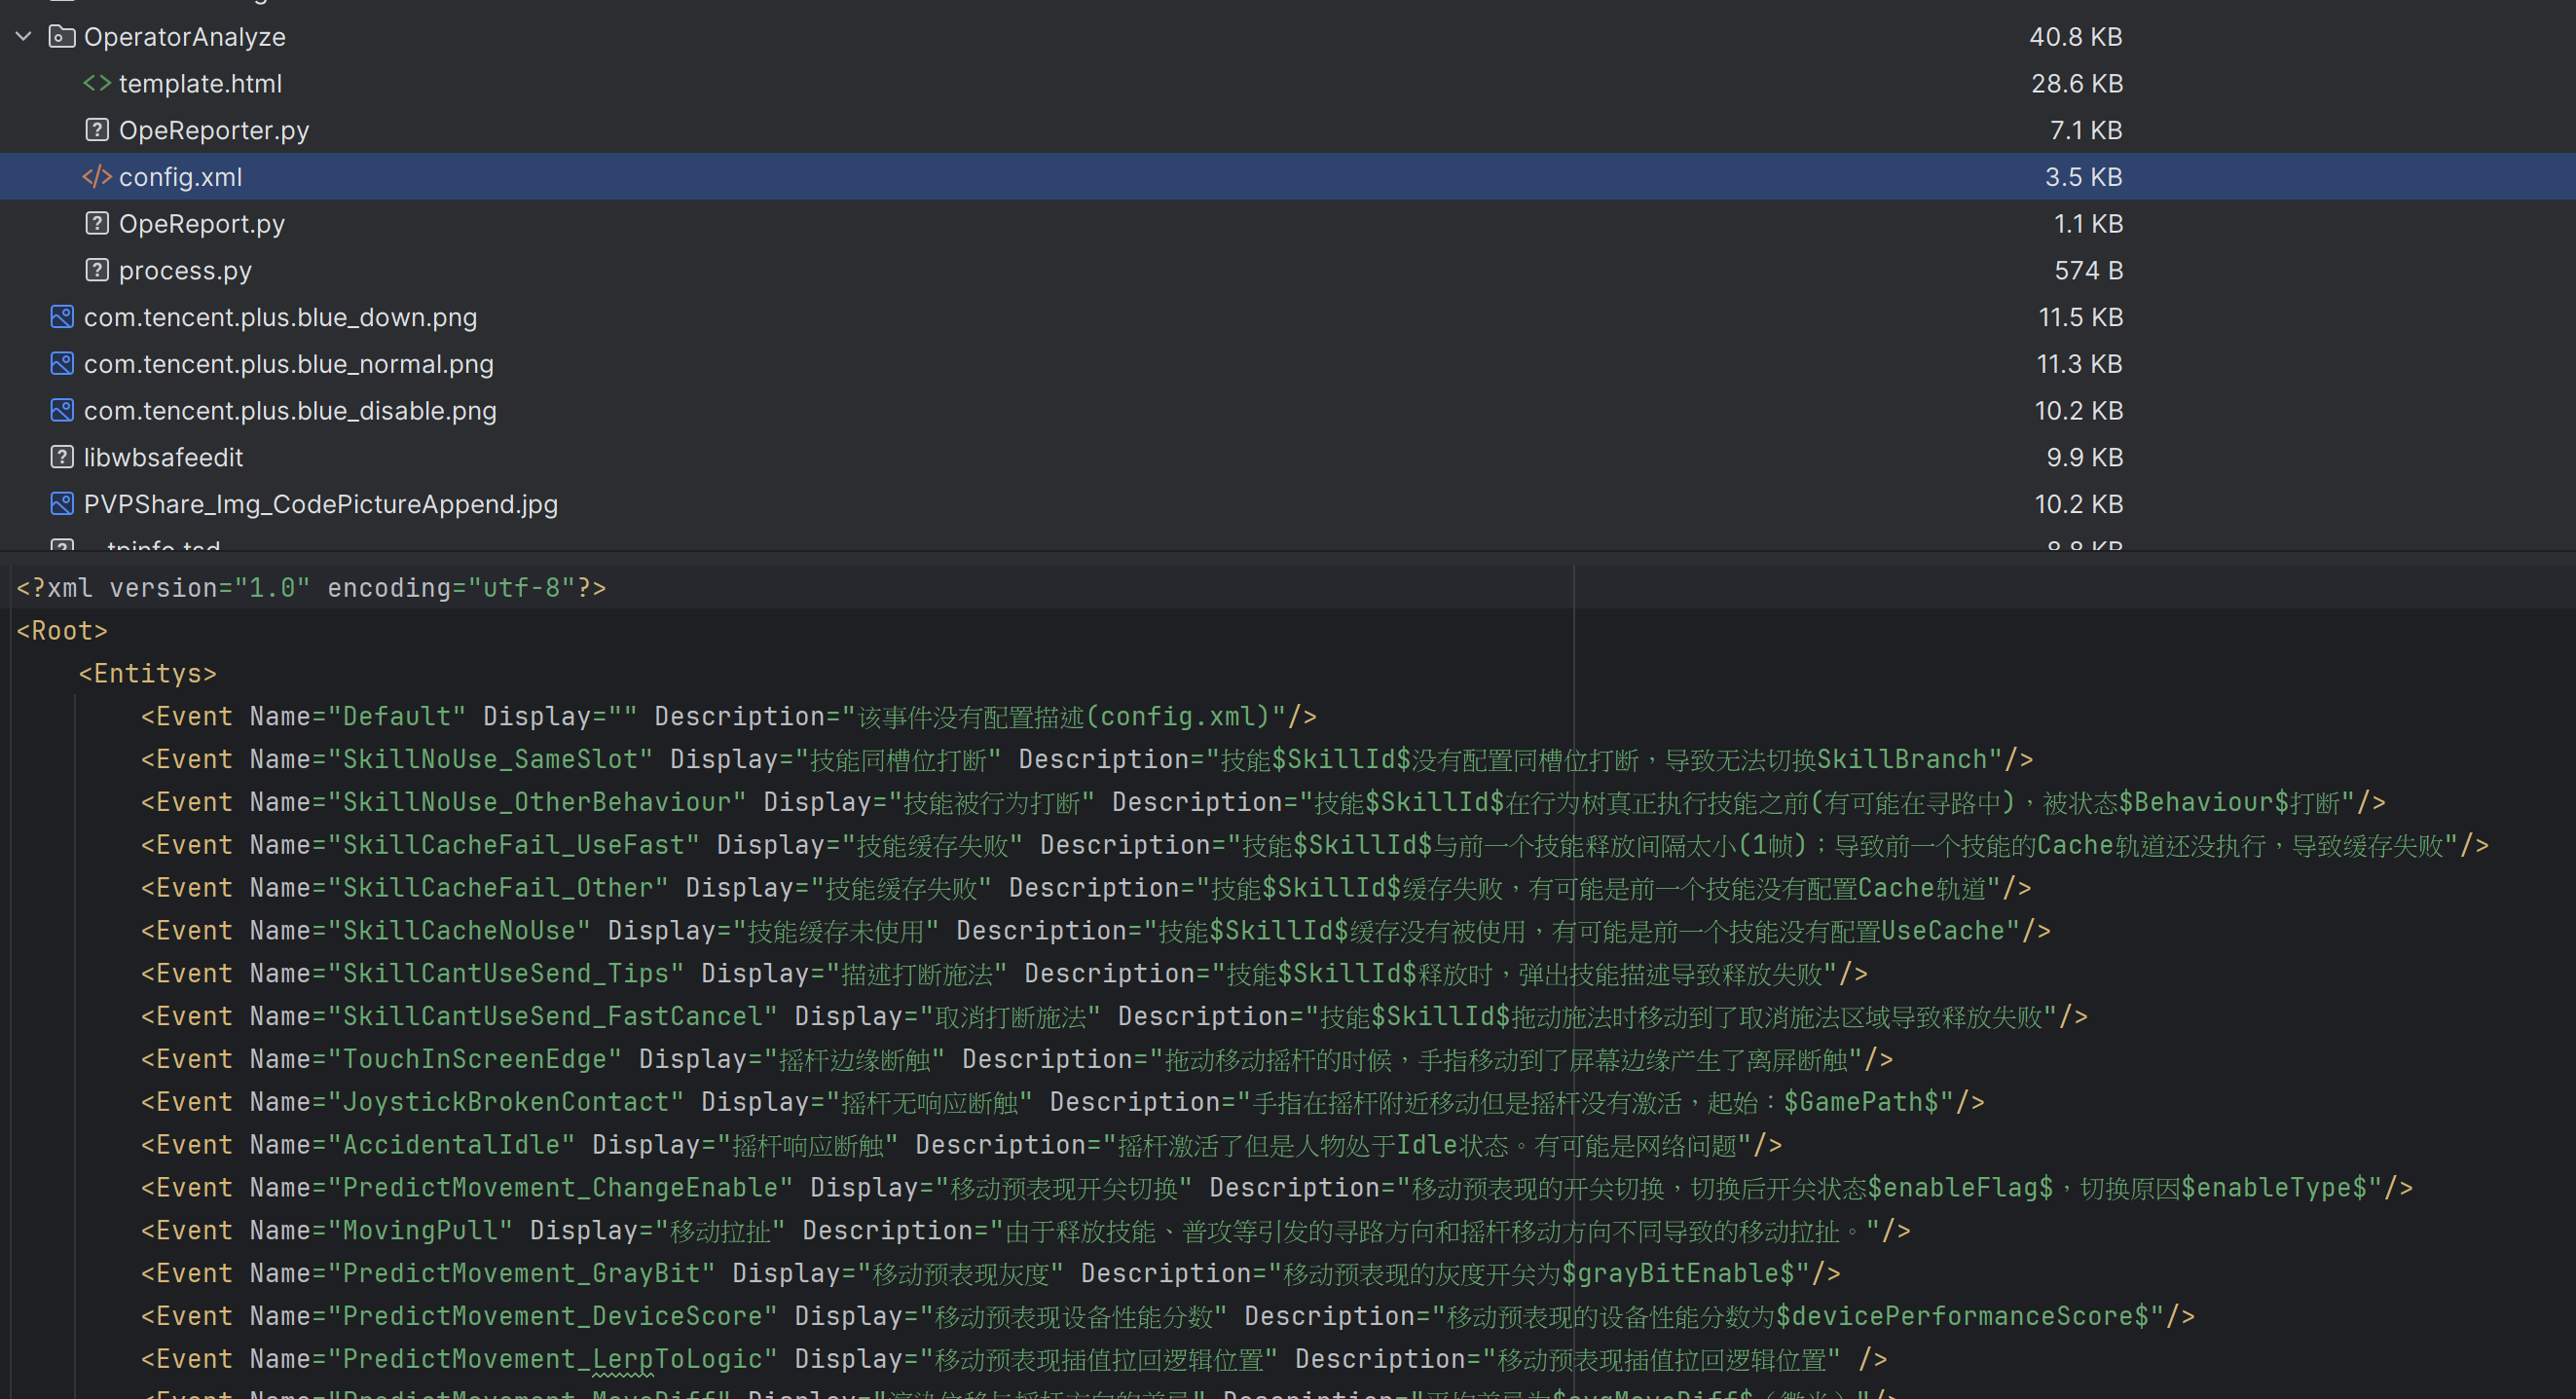 OperatorAnalyze 40.8 KB
template.html 28.6 KB
OpeReporter.py 7.1 KB
config.xml 3.5 KB
OpeReport.py 1.1 KB
process.py 574 B
com.tencent.plus.blue_down.png 11.5 KB
com.tencent.plus.blue_normal.png 11.3 KB
com.tencent.plus.blue_disable.png 10.2 KB
libwbsafeedit 9.9 KB
PVPShare_Img_CodePictureAppend.jpg 10.2 KB
<?xml version="1.0" encoding="utf-8"?>
<Root>
<Entitys>
<Event Name="Default" Display="" Description="该事件没有配置描述(config.xml)"/>
<Event Name="SkillNoUse_SameSlot" Display="技能同槽位打断" Description="技能$SkillId$没有配置同槽位打断，导致无法切换SkillBranch"/>
<Event Name="SkillNoUse_OtherBehaviour" Display="技能被行为打断" Description="技能$SkillId$在行为树真正执行技能之前(有可能在寻路中)，被状态$Behaviour$打断"/>
<Event Name="SkillCacheFail_UseFast" Display="技能缓存失败" Description="技能$SkillId$与前一个技能释放间隔太小(1帧)；导致前一个技能的Cache轨道还没执行，导致缓存失败"/>
<Event Name="SkillCacheFail_Other" Display="技能缓存失败" Description="技能$SkillId$缓存失败，有可能是前一个技能没有配置Cache轨道"/>
<Event Name="SkillCacheNoUse" Display="技能缓存未使用" Description="技能$SkillId$缓存没有被使用，有可能是前一个技能没有配置UseCache"/>
<Event Name="SkillCantUseSend_Tips" Display="描述打断施法" Description="技能$SkillId$释放时，弹出技能描述导致释放失败"/>
<Event Name="SkillCantUseSend_FastCancel" Display="取消打断施法" Description="技能$SkillId$拖动施法时移动到了取消施法区域导致释放失败"/>
<Event Name="TouchInScreenEdge" Display="摇杆边缘断触" Description="拖动移动摇杆的时候，手指移动到了屏幕边缘产生了离屏断触"/>
<Event Name="JoystickBrokenContact" Display="摇杆无响应断触" Description="手指在摇杆附近移动但是摇杆没有激活，起始：$GamePath$"/>
<Event Name="AccidentalIdle" Display="摇杆响应断触" Description="摇杆激活了但是人物处于Idle状态。有可能是网络问题"/>
<Event Name="PredictMovement_ChangeEnable" Display="移动预表现开关切换" Description="移动预表现的开关切换，切换后开关状态$enableFlag$，切换原因$enableType$"/>
<Event Name="MovingPull" Display="移动拉扯" Description="由于释放技能、普攻等引发的寻路方向和摇杆移动方向不同导致的移动拉扯。"/>
<Event Name="PredictMovement_GrayBit" Display="移动预表现灰度" Description="移动预表现的灰度开关为$grayBitEnable$"/>
<Event Name="PredictMovement_DeviceScore" Display="移动预表现设备性能分数" Description="移动预表现的设备性能分数为$devicePerformanceScore$"/>
<Event Name="PredictMovement_LerpToLogic" Display="移动预表现插值拉回逻辑位置" Description="移动预表现插值拉回逻辑位置" />